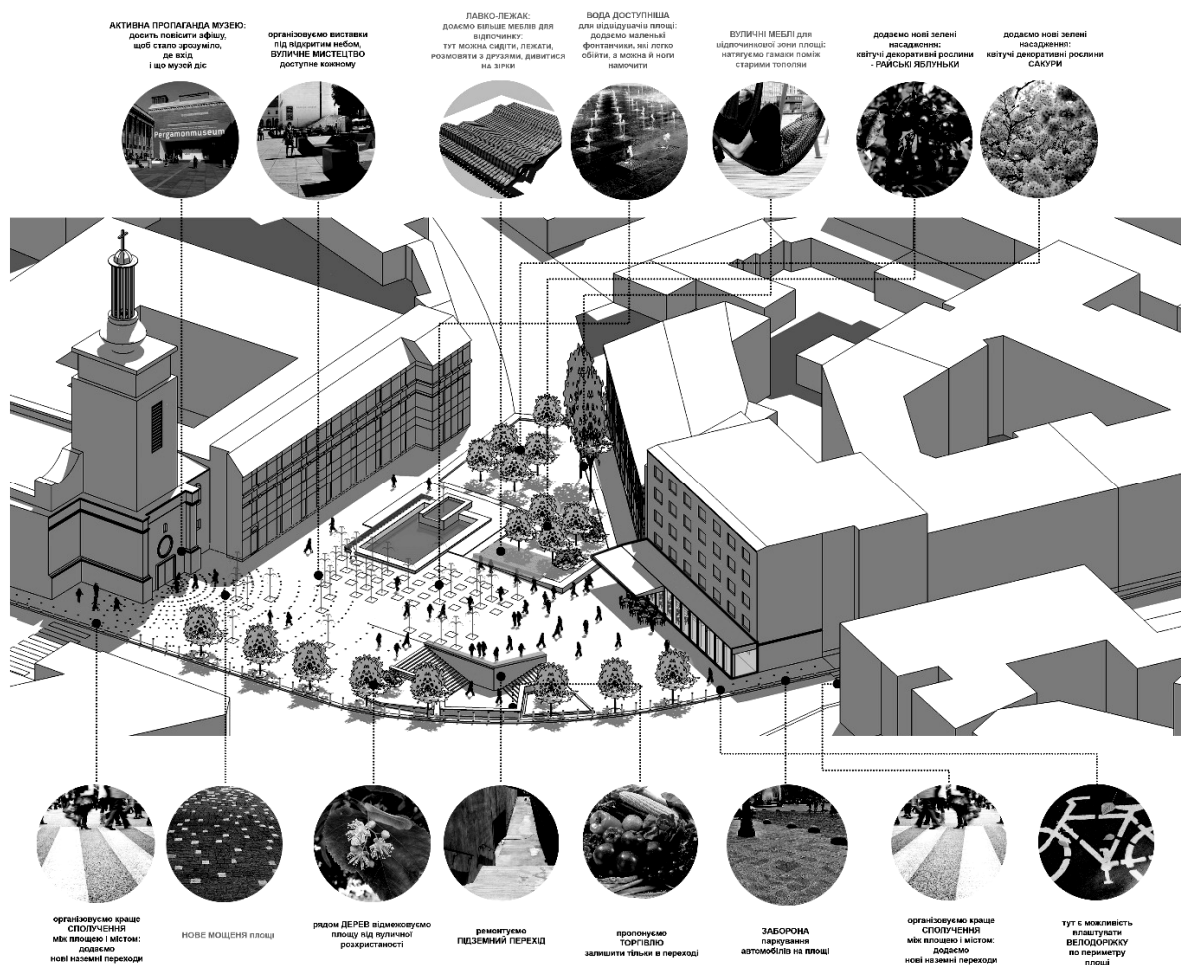 АКТИВНА ПРОПАГАНДА МУЗЕЮ:
досить повісити афішу,
щоб стало зрозуміло,
де вхід
і що музей діє
організовуємо виставки
під відкритим небом,
ВУЛИЧНЕ МИСТЕЦТВО
доступне кожному
ЛАВКО-ЛЕЖАК:
доаємо більше меблів для
відпочинку:
ТУТ МОЖНА СИДІТИ, ЛЕЖАТИ,
РОЗМОВЯТИ З ДРУЗЯМИ, ДИВИТИСЯ
НА ЗІРКИ
ВОДА ДОСТУПНІША
для відвідувачів площі:
додаємо маленькі
фонтанчики, які легко
обійти, а можна й ноги
намочити
ВУЛИЧНІ МЕБЛІ для
відпочинкової зони площі:
натягуємо гамаки поміж
старими тополями
додаємо нові зелені
насадження:
квітучі декоративні рослини
- РАЙСЬКІ ЯБЛУНЬКИ
додаємо нові зелені
насадження:
квітучі декоративні рослини
САКУРИ
Pergamonmuseum
організовуємо краще
СПОЛУЧЕННЯ
між площею і містом:
додаємо
нові наземні переходи
НОВЕ МОЩЕНЯ площі
рядом ДЕРЕВ відмежовуємо
площу від вуличної
розхристаності
ремонтуємо
ПІДЗЕМНИЙ ПЕРЕХІД
пропонуємо
ТОРГІВЛЮ
залишити тільки в переході
ЗАБОРОНА
паркування
автомобілів на площі
організовуємо краще
СПОЛУЧЕННЯ
між площею і містом:
додаємо
нові наземні переходи
тут є можливість
влаштувати
ВЕЛОДОРІЖКУ
по периметру
площі